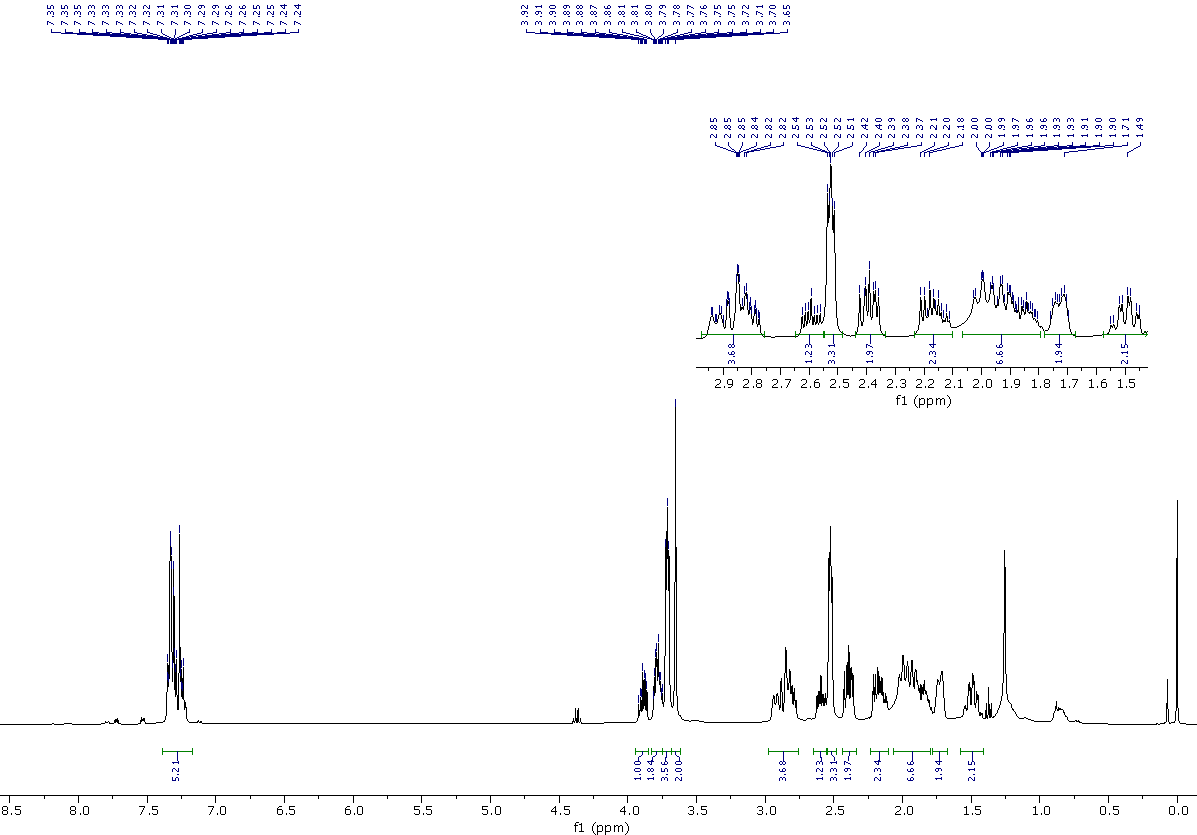 7.35 7.35 7.35 7.33 7.33 7.32 7.32 7.31 7.31 7.30 7.29 7.29 7.26 7.26 7.25 7.25 7.24 7.24
3.92 3.91 3.90 3.89 3.88 3.87 3.86 3.81 3.81 3.80 3.79 3.78 3.77 3.76 3.75 3.75 3.72 3.71 3.70 3.65
2.85 2.85 2.85 2.84 2.82 2.82 2.54 2.53 2.52 2.52 2.51 2.42 2.40 2.39 2.38 2.37 2.21 2.20 2.18 2.00 2.00 1.99 1.97 1.96 1.96 1.93 1.93 1.91 1.90 1.90 1.71 1.49
3.68 1.23 3.31 1.97 2.34 6.66 1.94 2.15
2.9 2.8 2.7 2.6 2.5 2.4 2.3 2.2 2.1 2.0 1.9 1.8 1.7 1.6 1.5
f1 (ppm)
5.21 1.00 1.84 3.56 2.00 3.68 1.23 3.31 1.97 2.34 6.66 1.94 2.15
8.5 8.0 7.5 7.0 6.5 6.0 5.5 5.0 4.5 4.0 3.5 3.0 2.5 2.0 1.5 1.0 0.5 0.0
f1 (ppm)